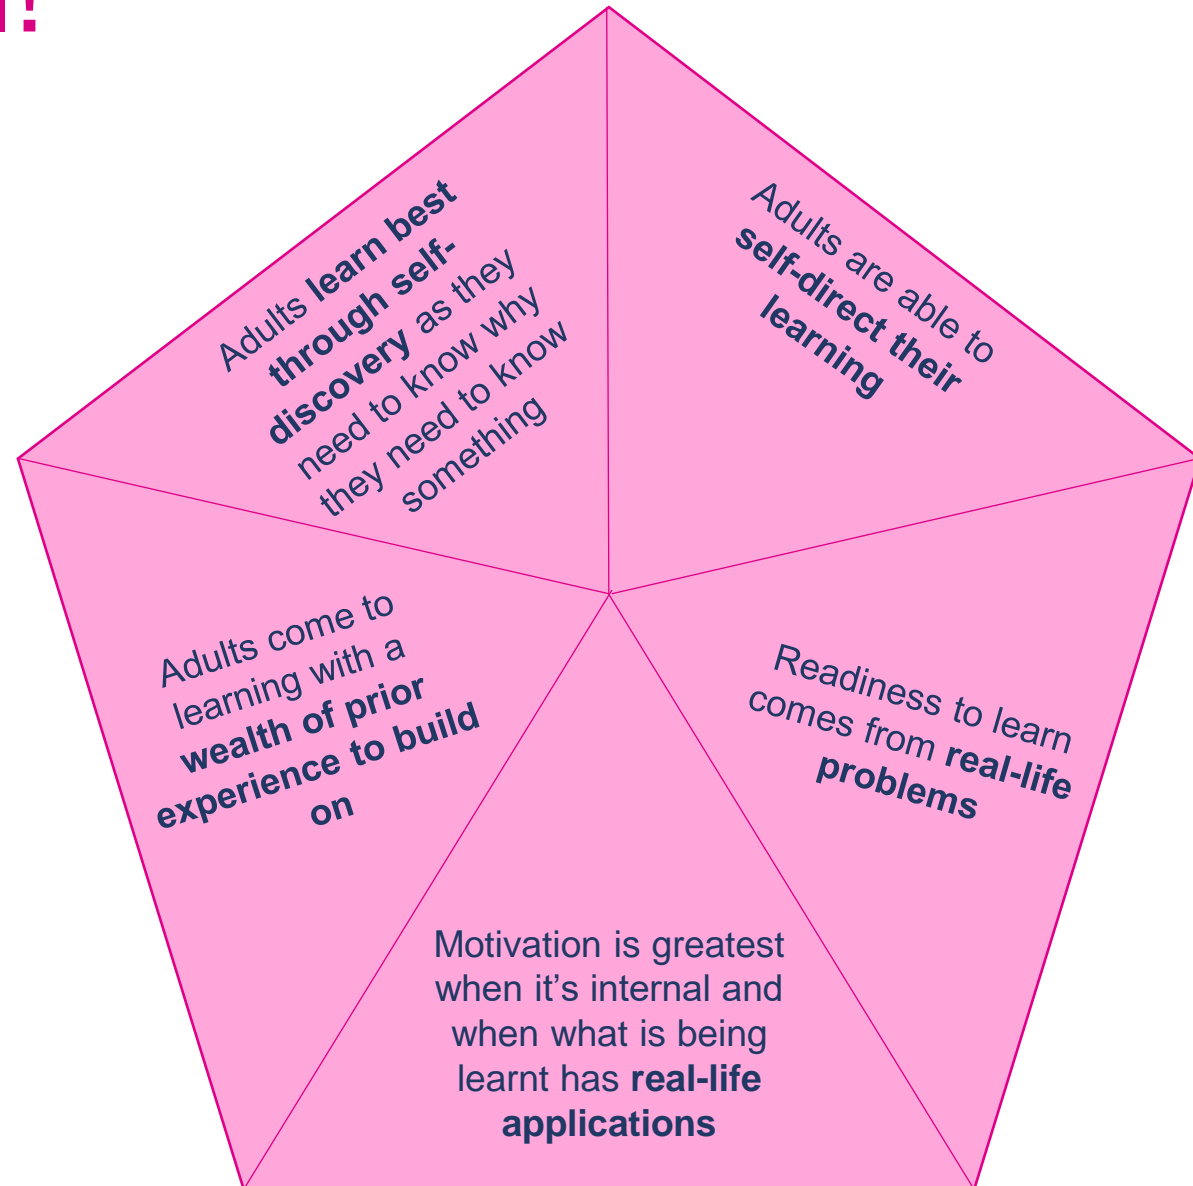 Adults learn best
through self-
discovery as they
need to know why
they need to know
something
Adults are able to
self-direct their
learning
Adults come to
learning with a
wealth of prior
experience to build
on
Readiness to learn
comes from real-life
problems
Motivation is greatest
when it’s internal and
when what is being
learnt has real-life
applications